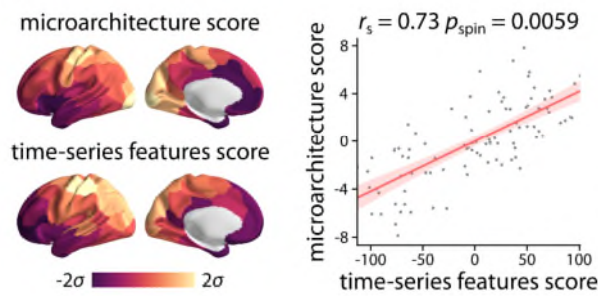 microarchitecture score
time-series features score
-2σ 2σ
rs = 0.73 pspin = 0.0059
microarchitecture score
8
4
0
-4
-8
-100 -50 0 50 100
time-series features score